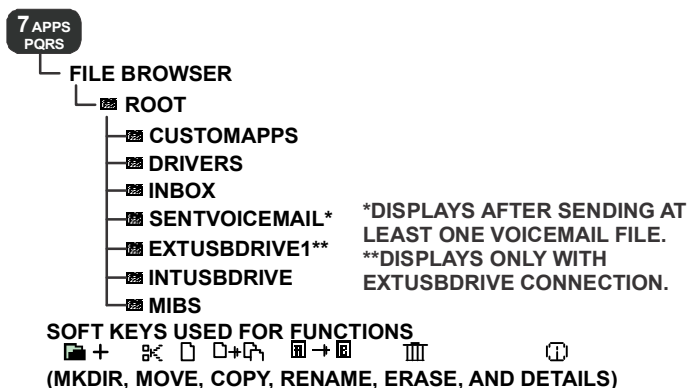 7 APPS
PQRS
FILE BROWSER
ROOT
CUSTOMAPPS
DRIVERS
INBOX
SENTVOICEMAIL*
EXTUSBDRIVE1**
INTUSBDRIVE
MIBS
*DISPLAYS AFTER SENDING AT
LEAST ONE VOICEMAIL FILE.
**DISPLAYS ONLY WITH
EXTUSBDRIVE CONNECTION.
SOFT KEYS USED FOR FUNCTIONS
(MKDIR, MOVE, COPY, RENAME, ERASE, AND DETAILS)